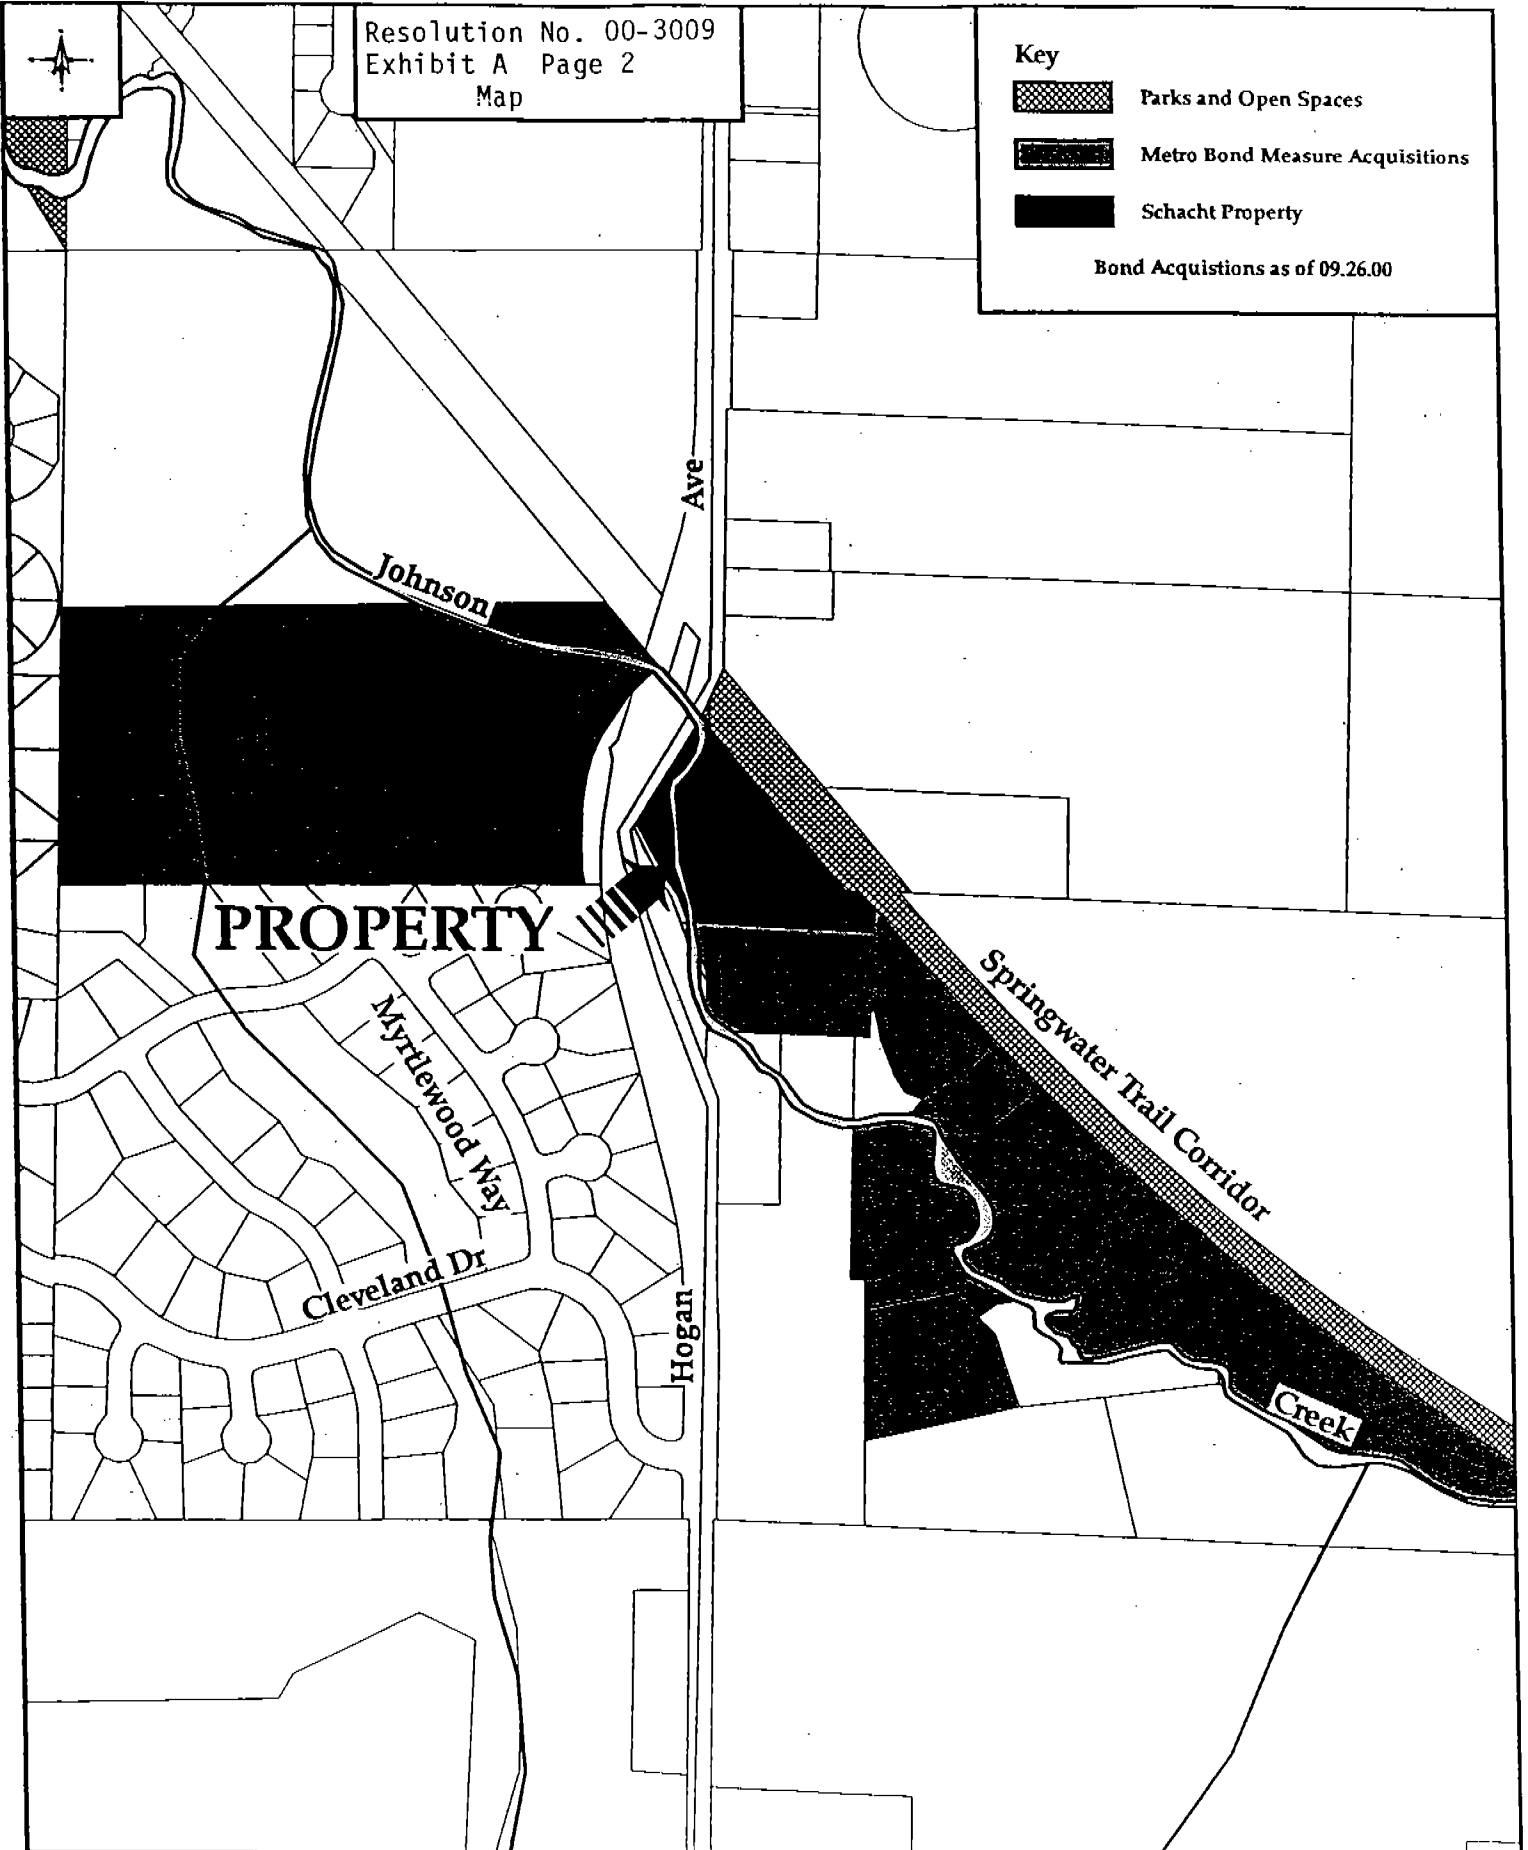 Resolution No. 00-3009
Exhibit A Page 2
Map
Key
Parks and Open Spaces
Metro Bond Measure Acquisitions
Schacht Property
Bond Acquistions as of 09.26.00
Ave
Johnson
PROPERTY
Springwater Trail Corridor
Myrtlewood Way
Cleveland Dr
Hogan
Creek